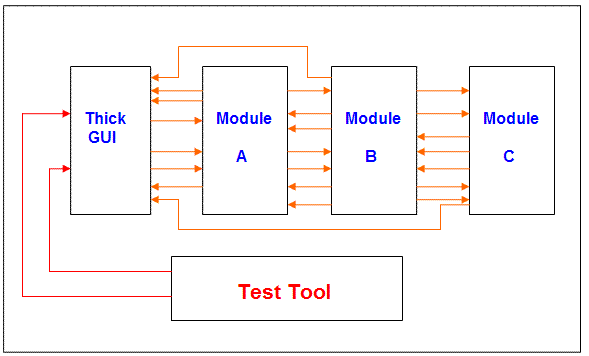 Thick
GUI
Module
A
Module
B
Module
C
Test Tool